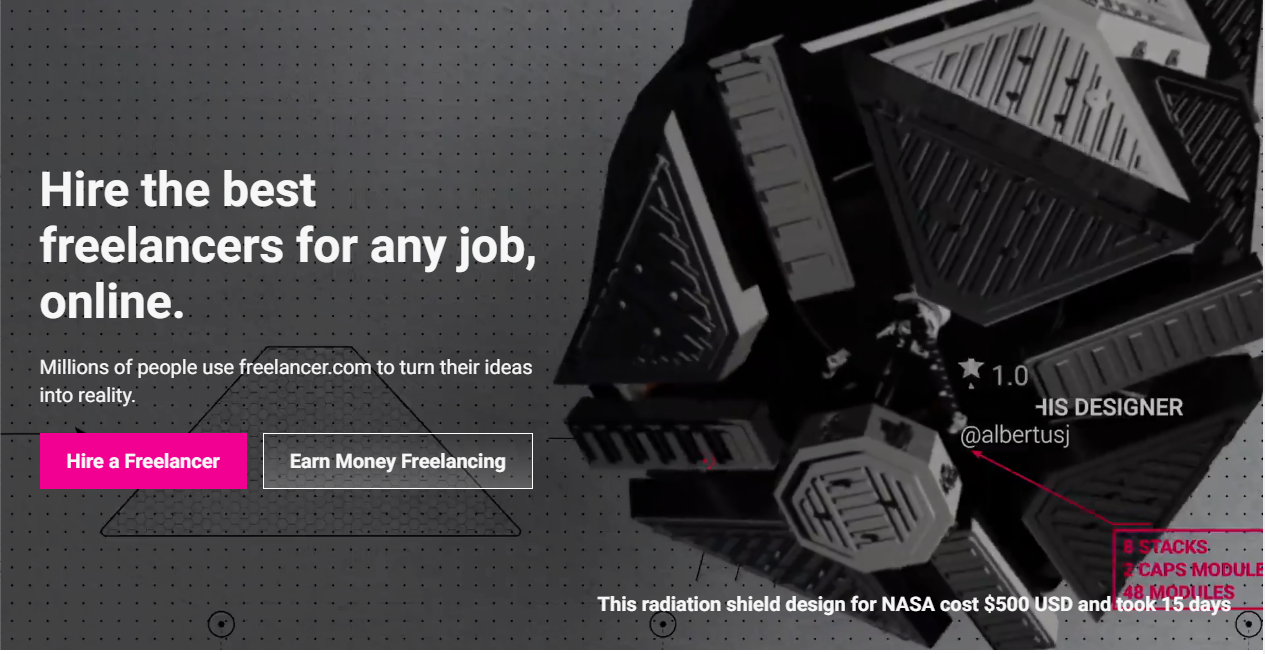 Hire the best
freelancers for any job,
online.
Millions of people use freelancer.com to turn their ideas
into reality.
Hire a Freelancer
Earn Money Freelancing
1.0
HIS DESIGNER
@albertusj
8 STACKS
2 CAPS MODULE
48 MODULES
This radiation shield design for NASA cost $500 USD and took 15 days